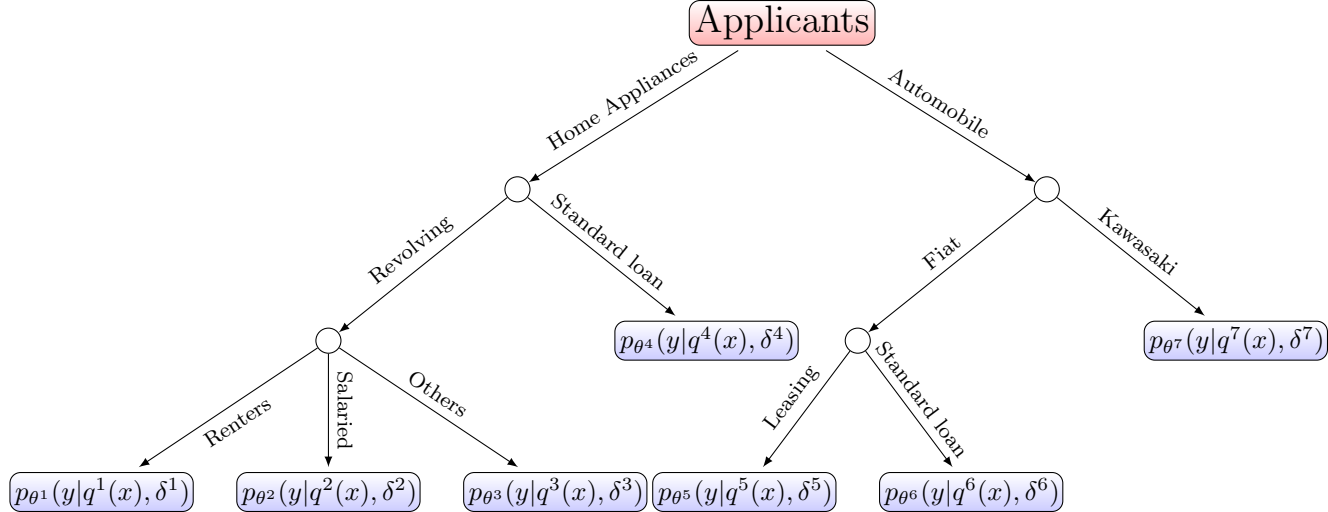 Applicants
Home Appliances
Automobile
Revolving
Standard loan
Fiat
Kawasaki
p_{θ^4}(y|q^4(x), δ^4)
p_{θ^7}(y|q^7(x), δ^7)
Renters
Salaried
Others
Leasing
Standard loan
p_{θ^1}(y|q^1(x), δ^1)
p_{θ^2}(y|q^2(x), δ^2)
p_{θ^3}(y|q^3(x), δ^3)
p_{θ^5}(y|q^5(x), δ^5)
p_{θ^6}(y|q^6(x), δ^6)